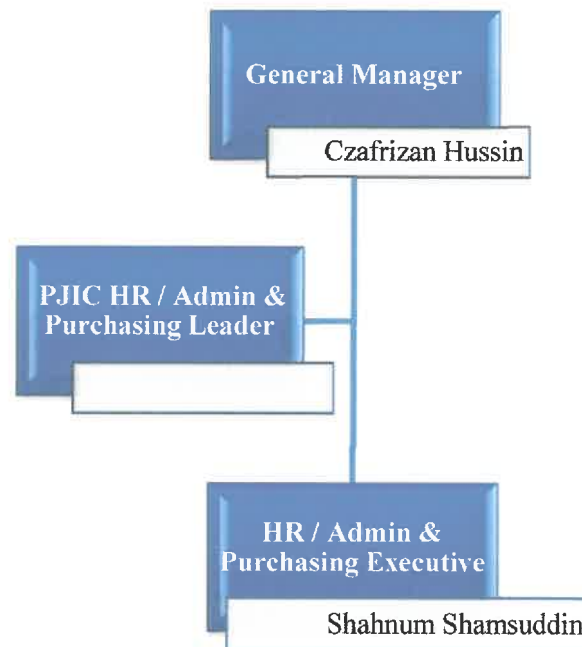 General Manager
Czafrizan Hussin
PJIC HR / Admin &
Purchasing Leader
HR / Admin &
Purchasing Executive
Shahnum Shamsuddin